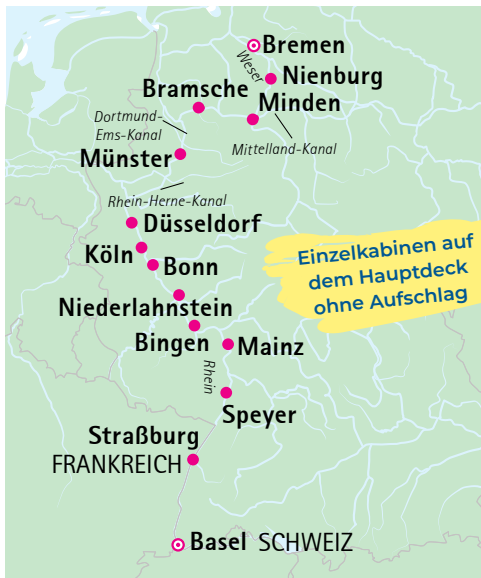 Bremen
Weser
Nienburg
Bramsche
Minden
Dortmund-
Ems-Kanal
Mittelland-Kanal
Münster
Rhein-Herne-Kanal
Düsseldorf
Köln
Bonn
Einzelkabinen auf
dem Hauptdeck
ohne Aufschlag
Niederlahnstein
Bingen
Mainz
Rhein
Speyer
Straßburg
FRANKREICH
Basel SCHWEIZ